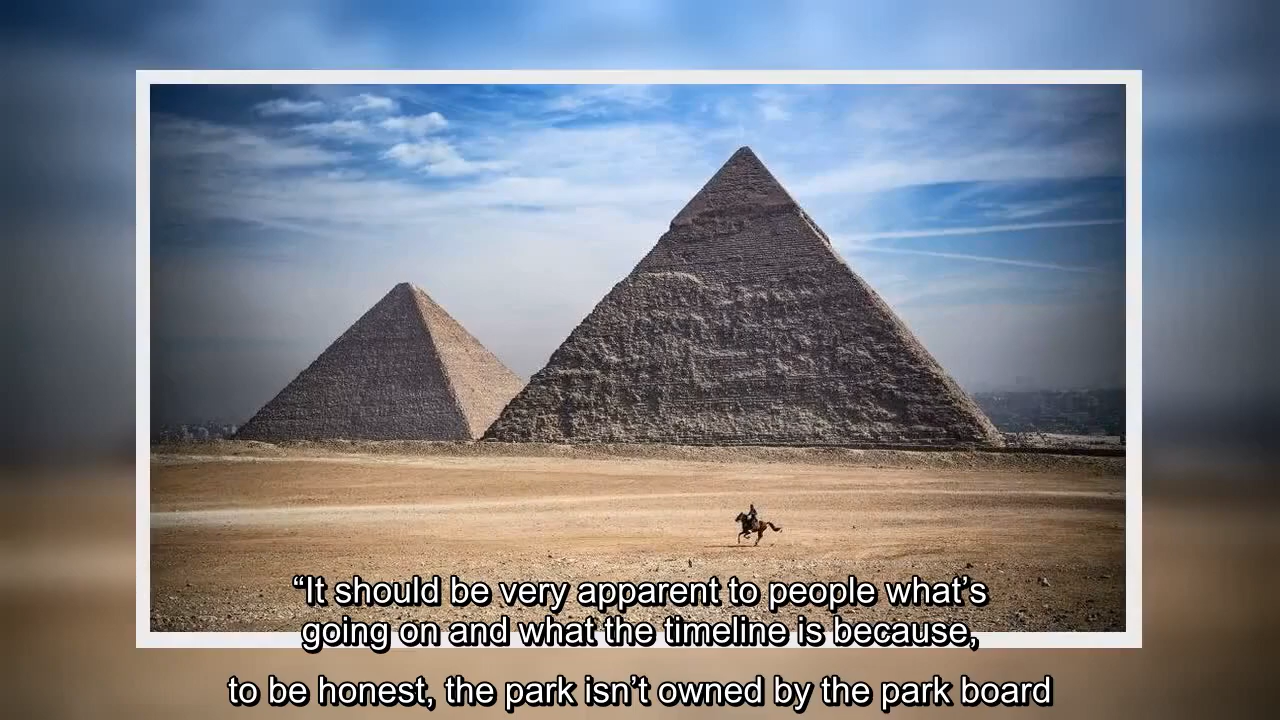 “It should be very apparent to people what’s
going on and what the timeline is because,
to be honest, the park isn’t owned by the park board